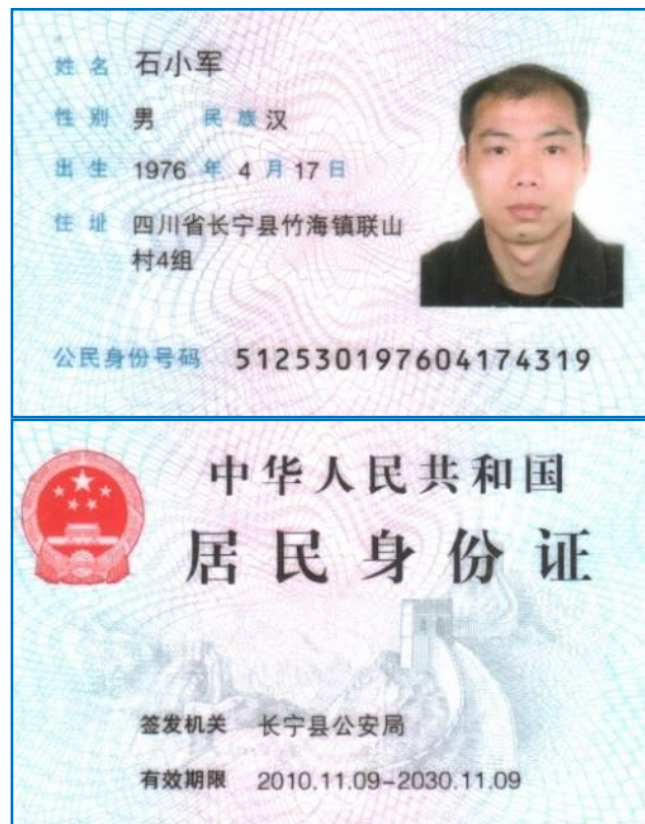 姓名 石小军
性别 男 民族 汉
出生 1976 年 4 月 17 日
住址 四川省长宁县竹海镇联山
村4组
公民身份号码 512530197604174319
中华人民共和国
居民身份证
签发机关 长宁县公安局
有效期限 2010.11.09-2030.11.09